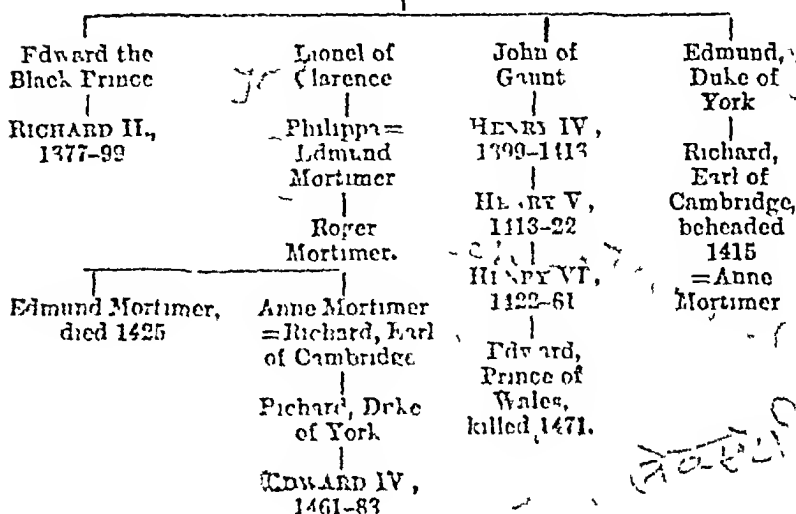 Edward the
Black Prince
RICHARD II.,
1377-99
Lionel of
Clarence
Philippa=
Edmund
Mortimer
Roger
Mortimer.
John of
Gaunt
HENRY IV,
1399-1413
HENRY V,
1413-22
HENRY VI,
1422-61
Edward,
Prince of
Wales,
killed, 1471.
Edmund,
Duke of
York
Richard,
Earl of
Cambridge,
beheaded
1415
=Anne
Mortimer
Edmund Mortimer,
died 1425
Anne Mortimer
=Richard, Earl
of Cambridge
Richard, Duke
of York
EDWARD IV,
1461-83